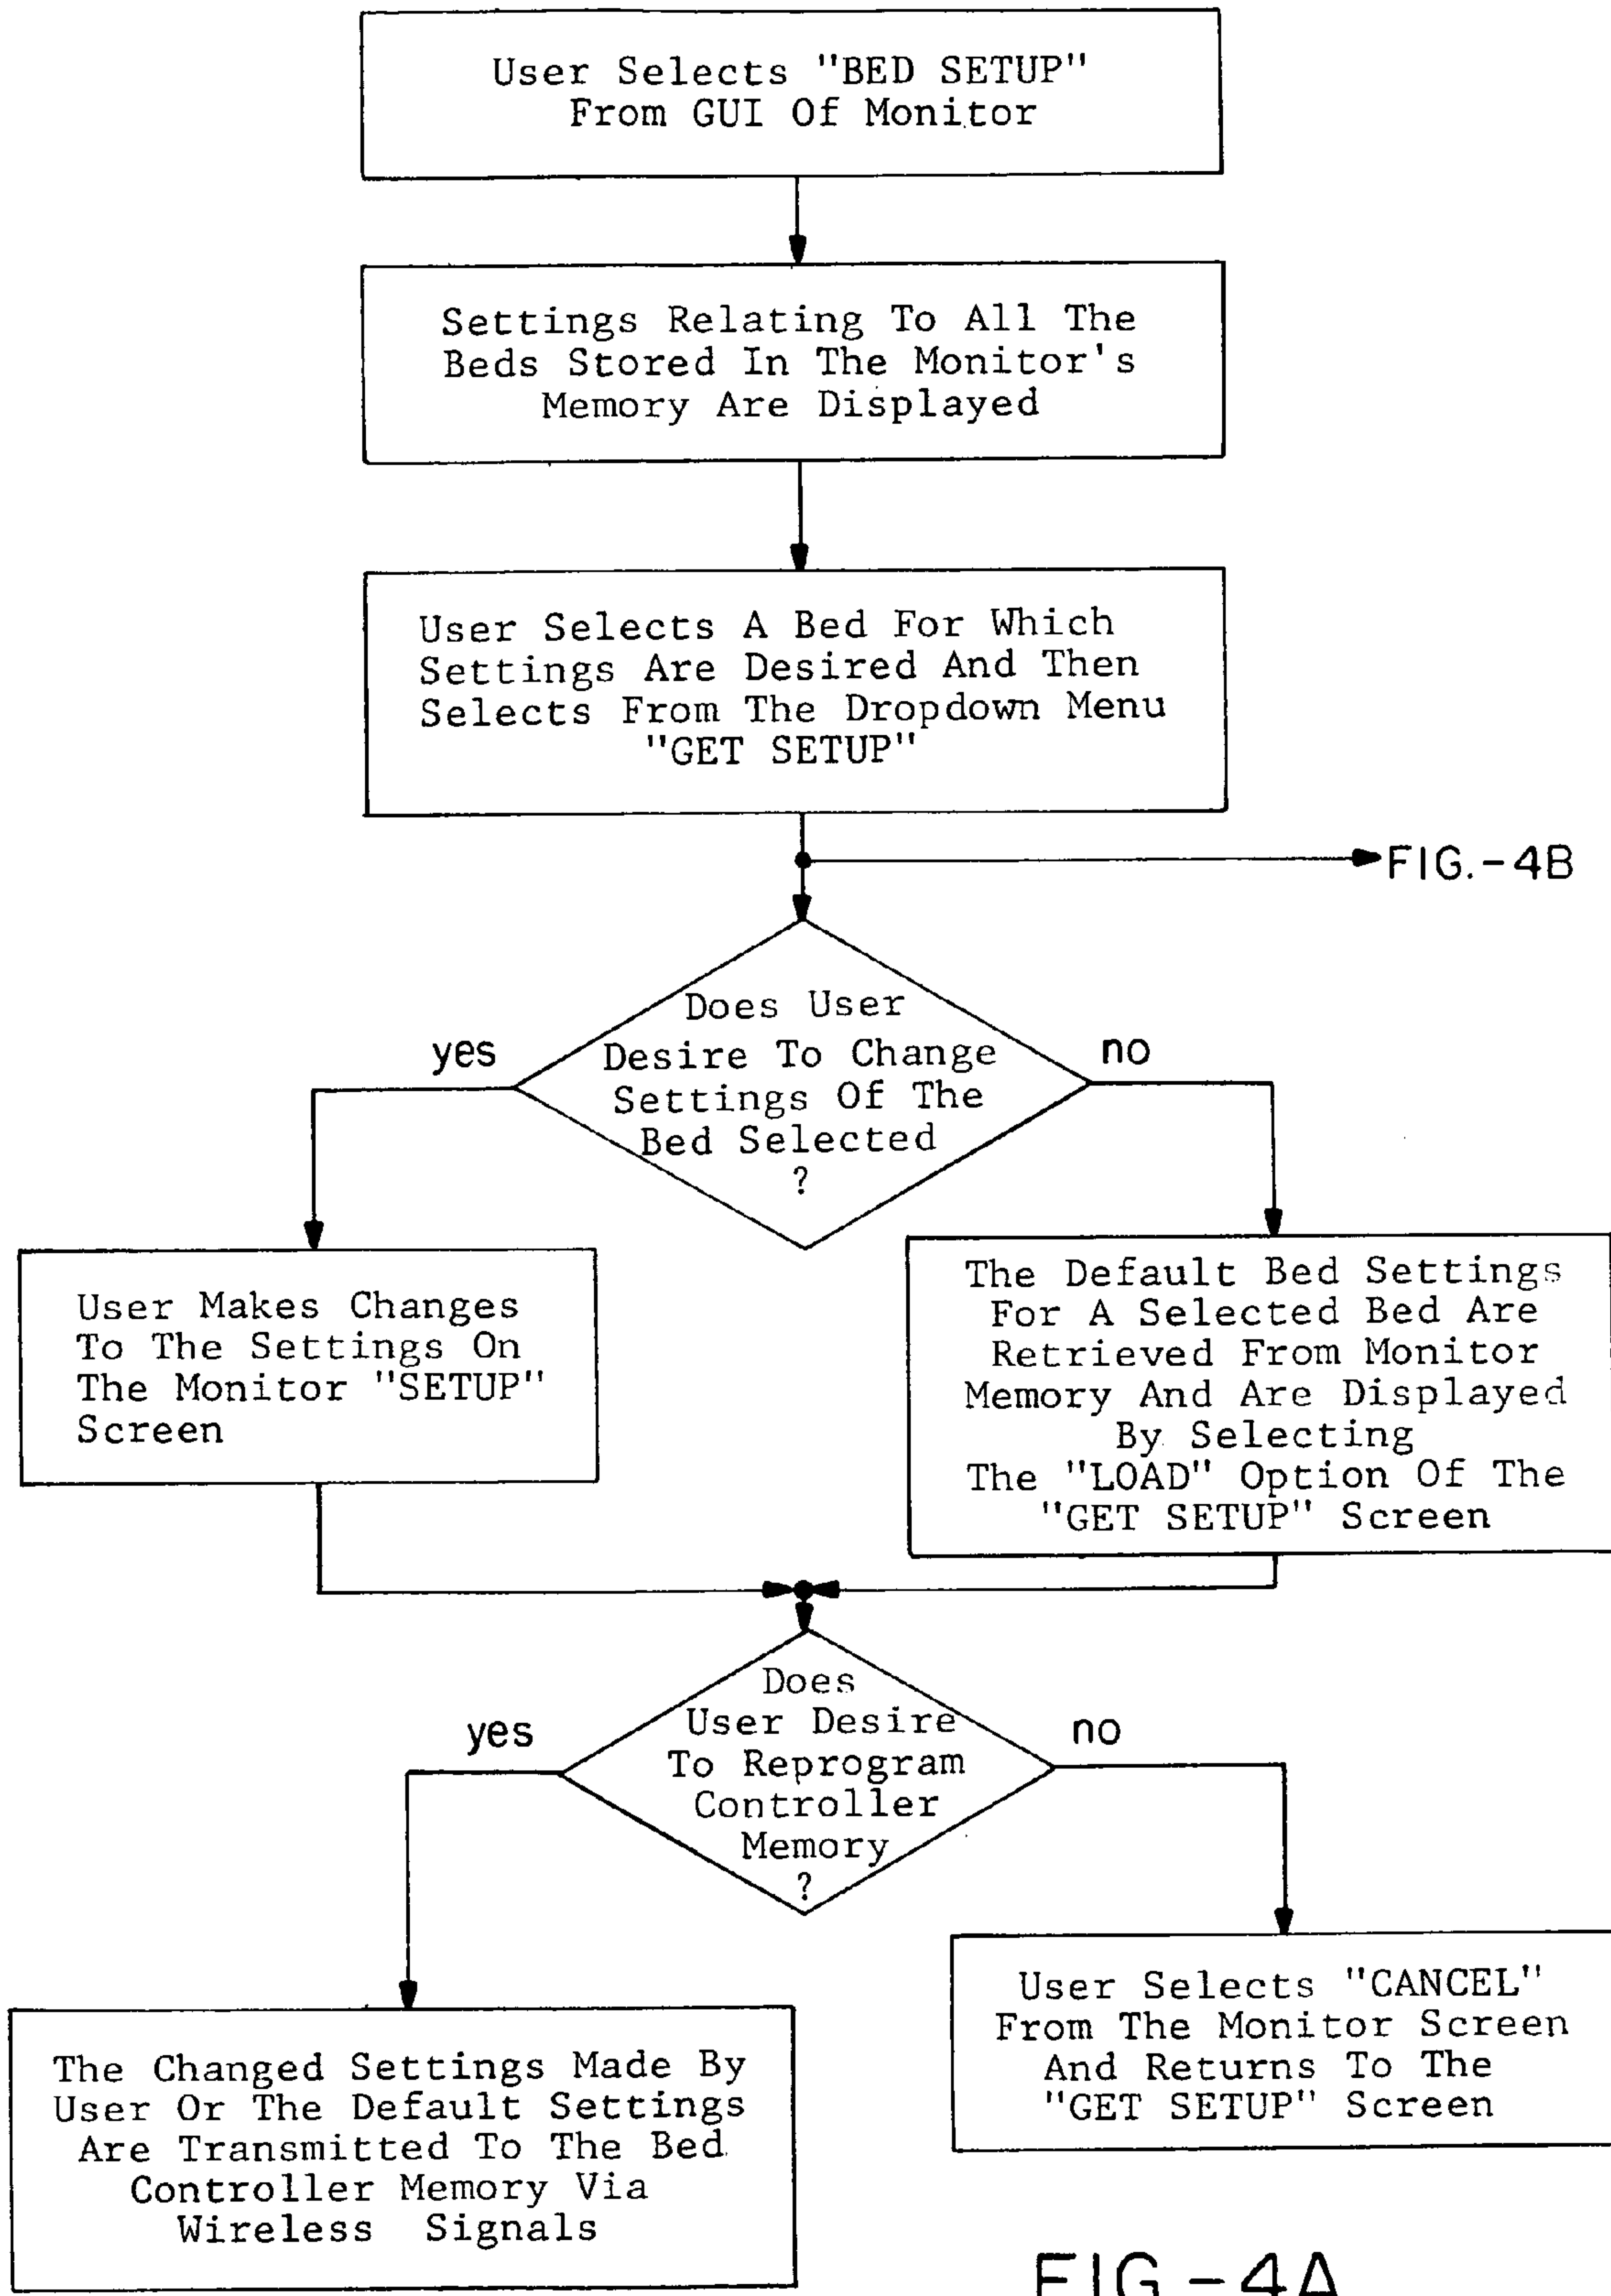 User Selects "BED SETUP"
From GUI Of Monitor
Settings Relating To All The
Beds Stored In The Monitor's
Memory Are Displayed
User Selects A Bed For Which
Settings Are Desired And Then
Selects From The Dropdown Menu
"GET SETUP"
FIG.-4B
Does User
Desire To Change
Settings Of The
Bed Selected
?
yes
no
User Makes Changes
To The Settings On
The Monitor "SETUP"
Screen
The Default Bed Settings
For A Selected Bed Are
Retrieved From Monitor
Memory And Are Displayed
By Selecting
The "LOAD" Option Of The
"GET SETUP" Screen
Does
User Desire
To Reprogram
Controller
Memory
?
yes
no
The Changed Settings Made By
User Or The Default Settings
Are Transmitted To The Bed
Controller Memory Via
Wireless Signals
User Selects "CANCEL"
From The Monitor Screen
And Returns To The
"GET SETUP" Screen
FIG.-4A